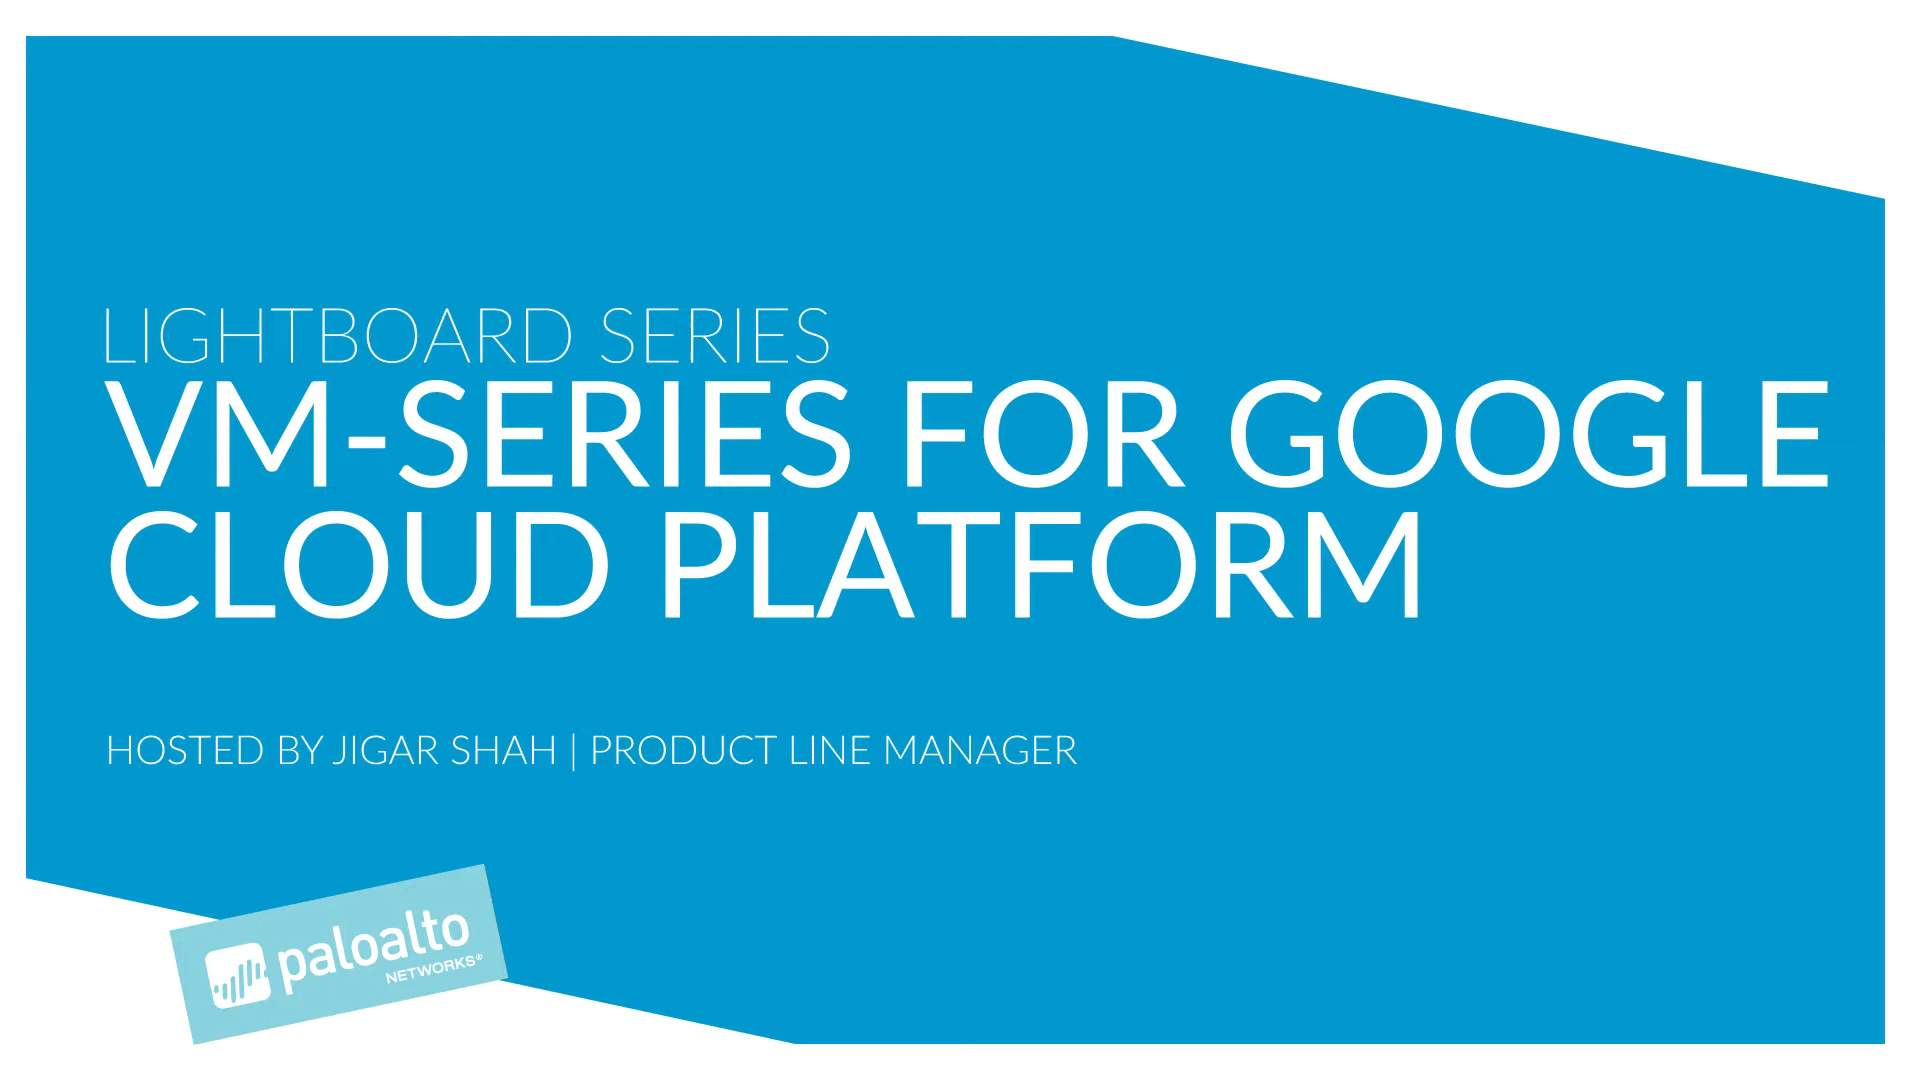 LIGHTBOARD SERIES
VM-SERIES FOR GOOGLE
CLOUD PLATFORM
HOSTED BY JIGAR SHAH | PRODUCT LINE MANAGER
paloalto
NETWORKS®